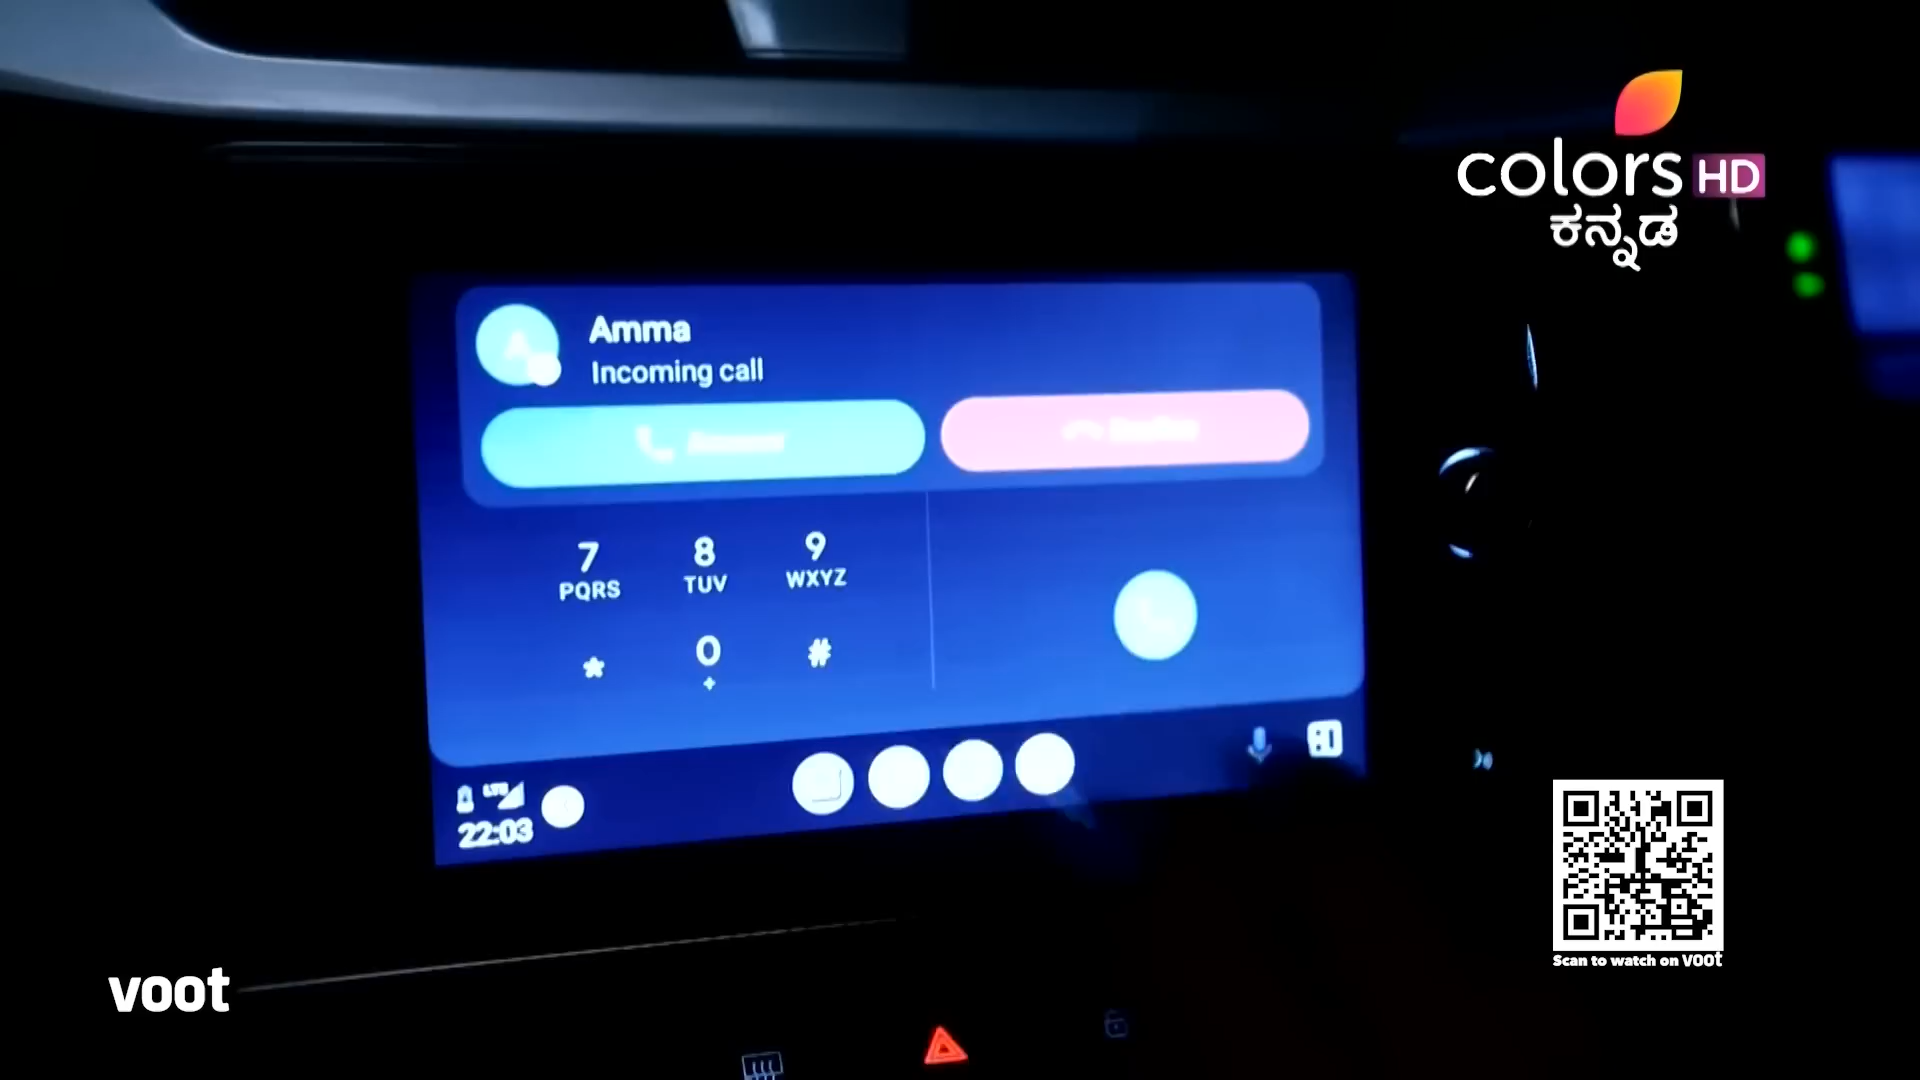 colors HD
ಕನ್ನಡ
Amma
Incoming call
7
PQRS
8
TUV
9
WXYZ
*
0
+
#
LTE
22:03
Scan to watch on VOOT
voot